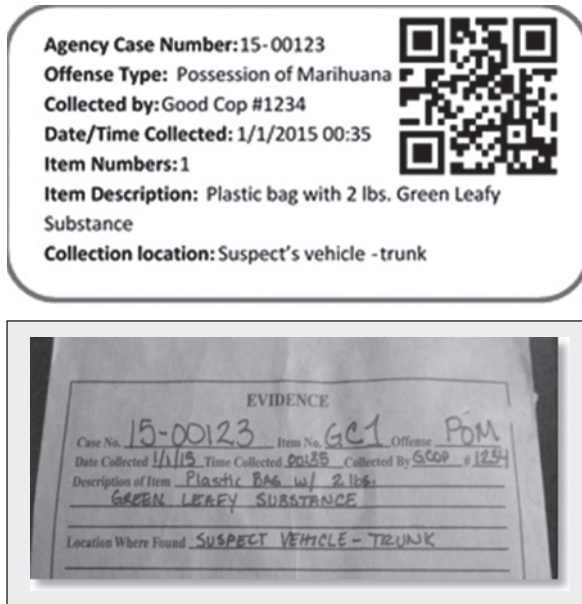 Agency Case Number:15-00123
Offense Type: Possession of Marihuana
Collected by:Good Cop #1234
Date/Time Collected: 1/1/2015 00:35
Item Numbers:1
Item Description: Plastic bag with 2 lbs. Green Leafy
Substance
Collection location:Suspect's vehicle -trunk
EVIDENCE
Case No. 15-00123 Item No. GC1 Offense POM
Date Collected 1/1/15 Time Collected 00:35 Collected By GCOP # 1234
Description of Item PLASTIC BAG W/ 2 lbs.
GREEN LEAFY SUBSTANCE
Location Where Found SUSPECT VEHICLE - TRUNK